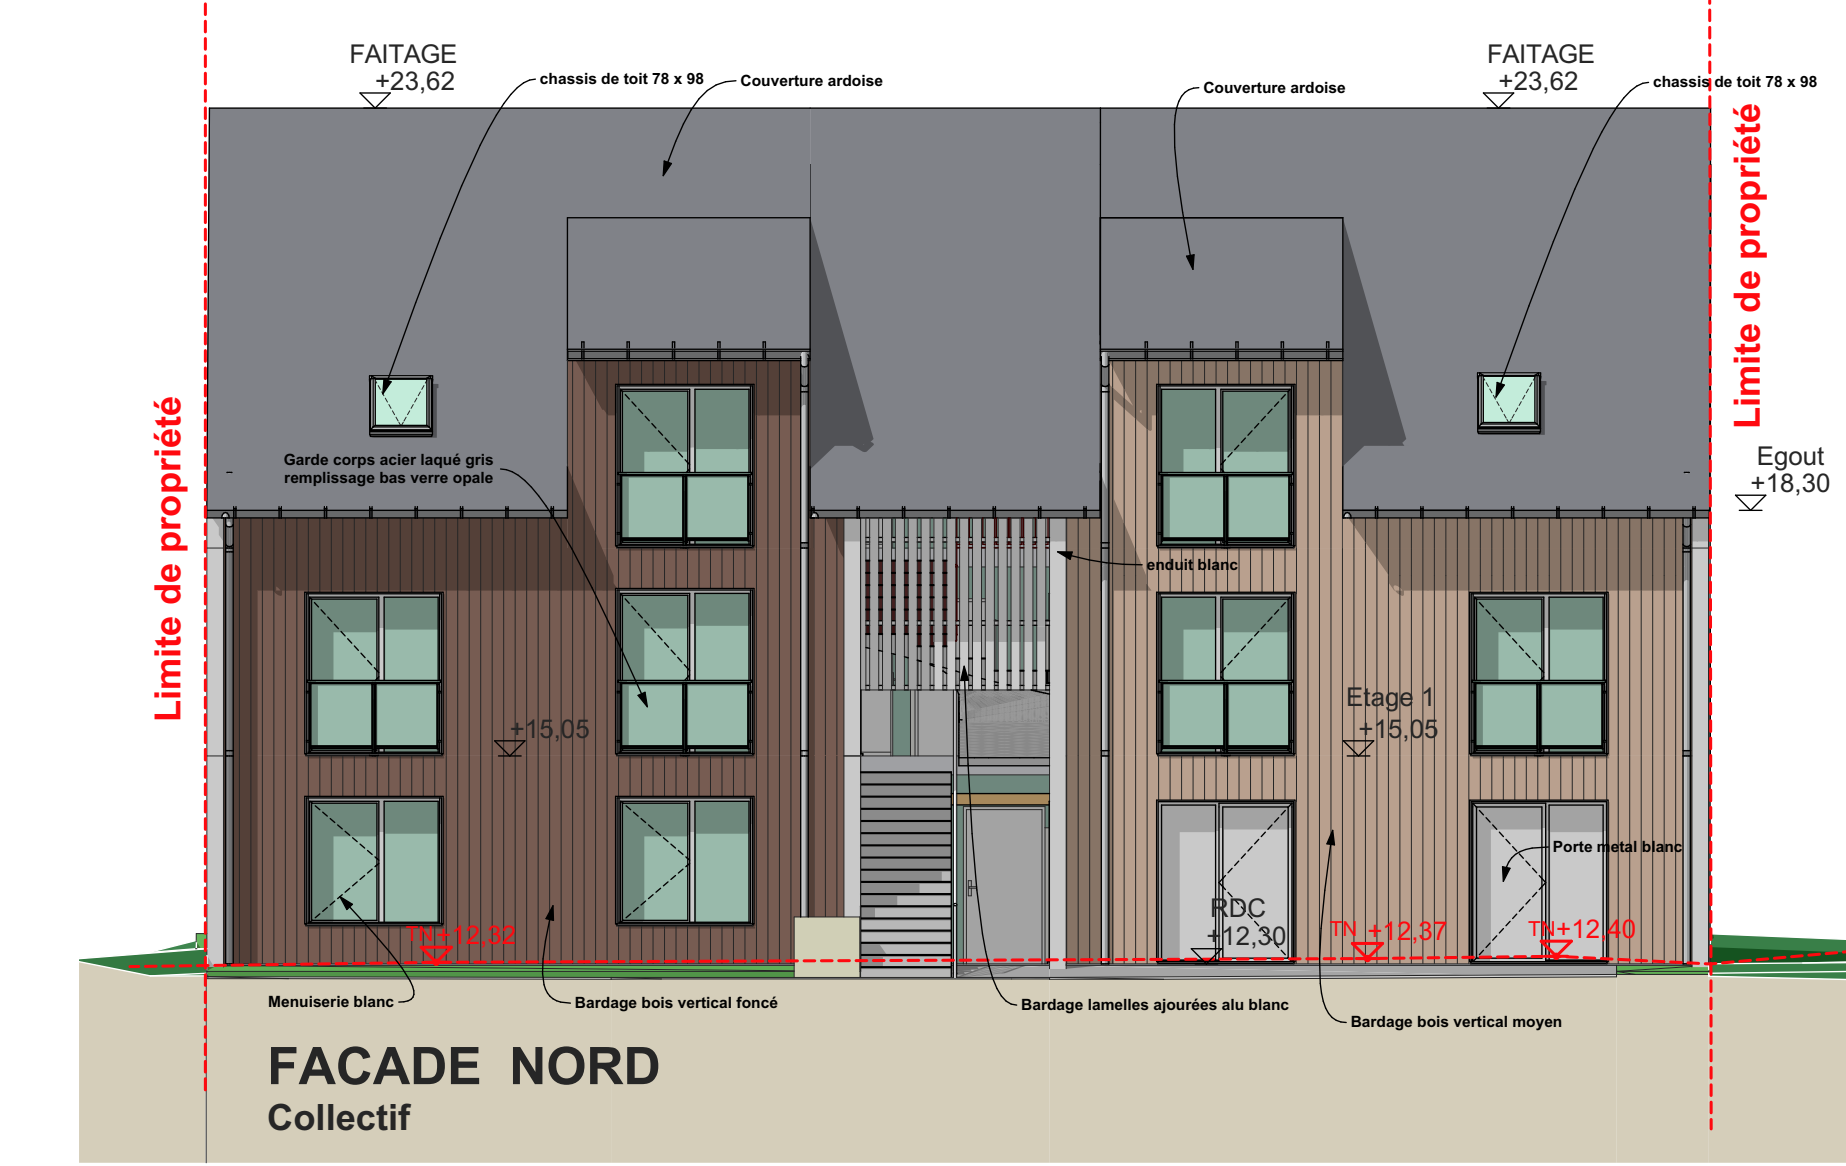 FAITAGE
+23,62
chassis de toit 78 x 98
Couverture ardoise
Couverture ardoise
FAITAGE
+23,62
chassis de toit 78 x 98
Limite de propriété
Limite de propriété
Egout
+18,30
Garde corps acier laqué gris
remplissage bas verre opale
enduit blanc
+15,05
Etage 1
+15,05
Porte metal blanc
RDC
+12,30
TN+12,32
TN +12,37
TN+12,40
Menuiserie blanc
Bardage bois vertical foncé
Bardage lamelles ajourées alu blanc
Bardage bois vertical moyen
FACADE NORD
Collectif